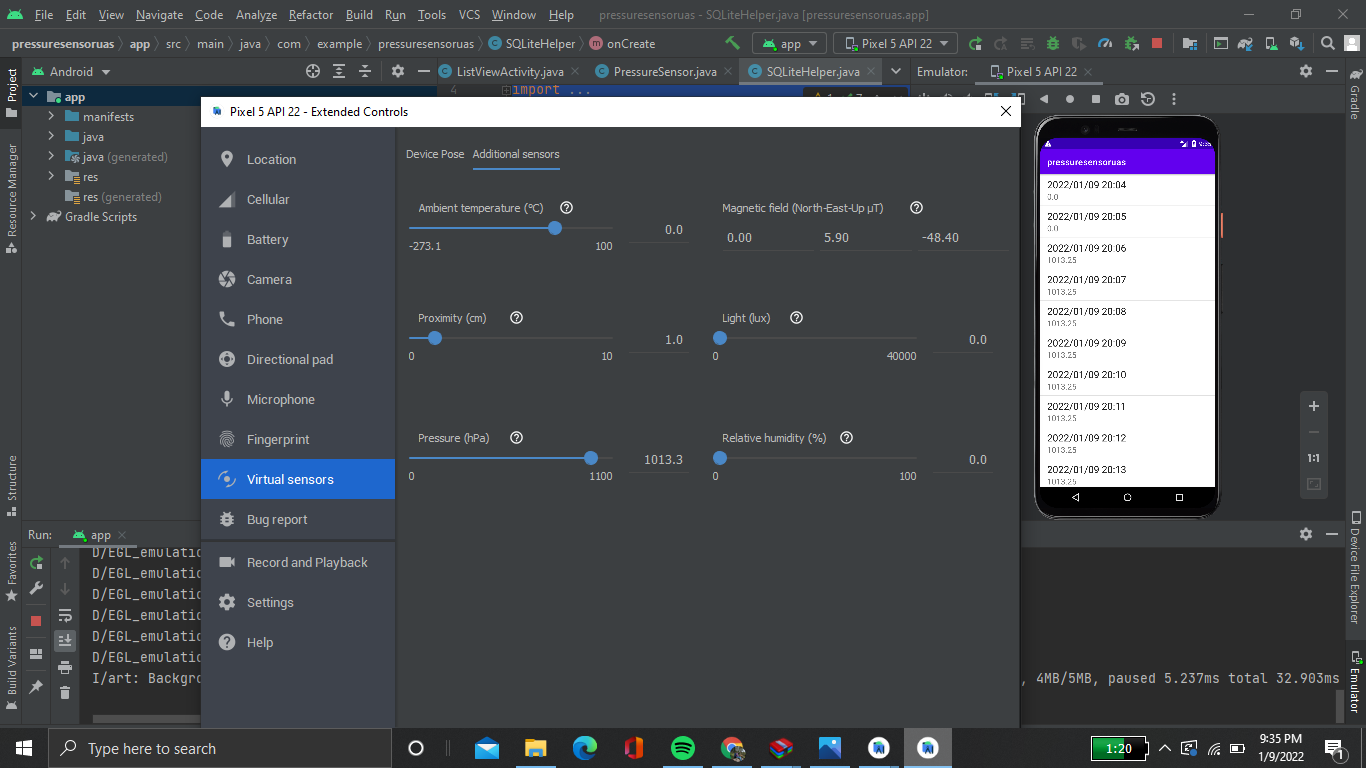 File Edit View Navigate Code Analyze Refactor Build Run Tools VCS Window Help pressuresensoruas - SQLiteHelper.java [pressuresensoruas.app]
pressuresensoruas app src main java com example pressuresensoruas SQLiteHelper onCreate app Pixel 5 API 22
Project
Resource Manager
Structure
Favorites
Build Variants
Android
app
manifests
java
java (generated)
res
res (generated)
Gradle Scripts
ListViewActivity.java PressureSensor.java SQLiteHelper.java
4 import ...
Emulator: Pixel 5 API 22
Gradle
Device File Explorer
Emulator
Pixel 5 API 22 - Extended Controls
Location
Cellular
Battery
Camera
Phone
Directional pad
Microphone
Fingerprint
Virtual sensors
Bug report
Record and Playback
Settings
Help
Device Pose Additional sensors
Ambient temperature (°C)
0.0
-273.1 100
Magnetic field (North-East-Up µT)
0.00 5.90 -48.40
Proximity (cm)
1.0
0 10
Light (lux)
0.0
0 40000
Pressure (hPa)
1013.3
0 1100
Relative humidity (%)
0.0
0 100
9:35
pressuresensoruas
2022/01/09 20:04
0.0
2022/01/09 20:05
0.0
2022/01/09 20:06
1013.25
2022/01/09 20:07
1013.25
2022/01/09 20:08
1013.25
2022/01/09 20:09
1013.25
2022/01/09 20:10
1013.25
2022/01/09 20:11
1013.25
2022/01/09 20:12
1013.25
2022/01/09 20:13
1013.25
1:1
Run: app
D/EGL_emulatio
D/EGL_emulatio
D/EGL_emulatio
D/EGL_emulatio
D/EGL_emulatio
D/EGL_emulatio
I/art: Backgro , 4MB/5MB, paused 5.237ms total 32.903ms
Type here to search
1:20
9:35 PM
1/9/2022
1